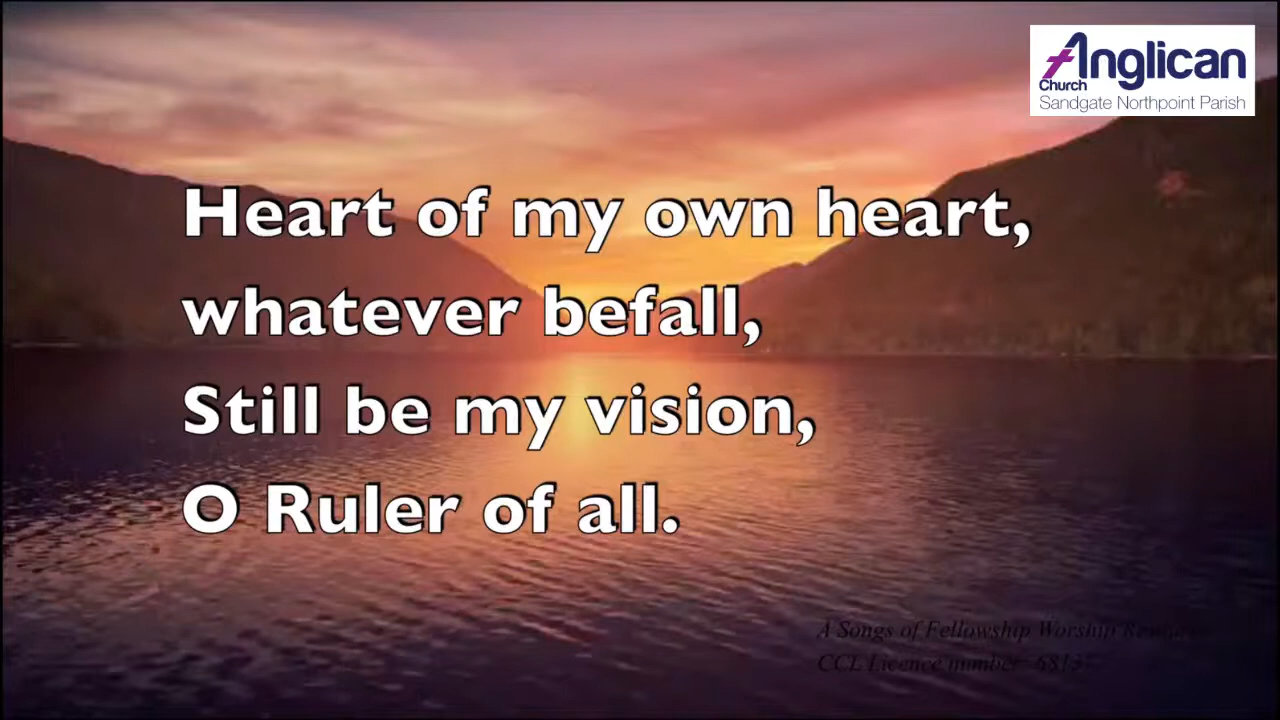 Anglican
Church
Sandgate Northpoint Parish
Heart of my own heart,
whatever befall,
Still be my vision,
O Ruler of all.
A Songs of Fellowship Worship
CCL Licence number